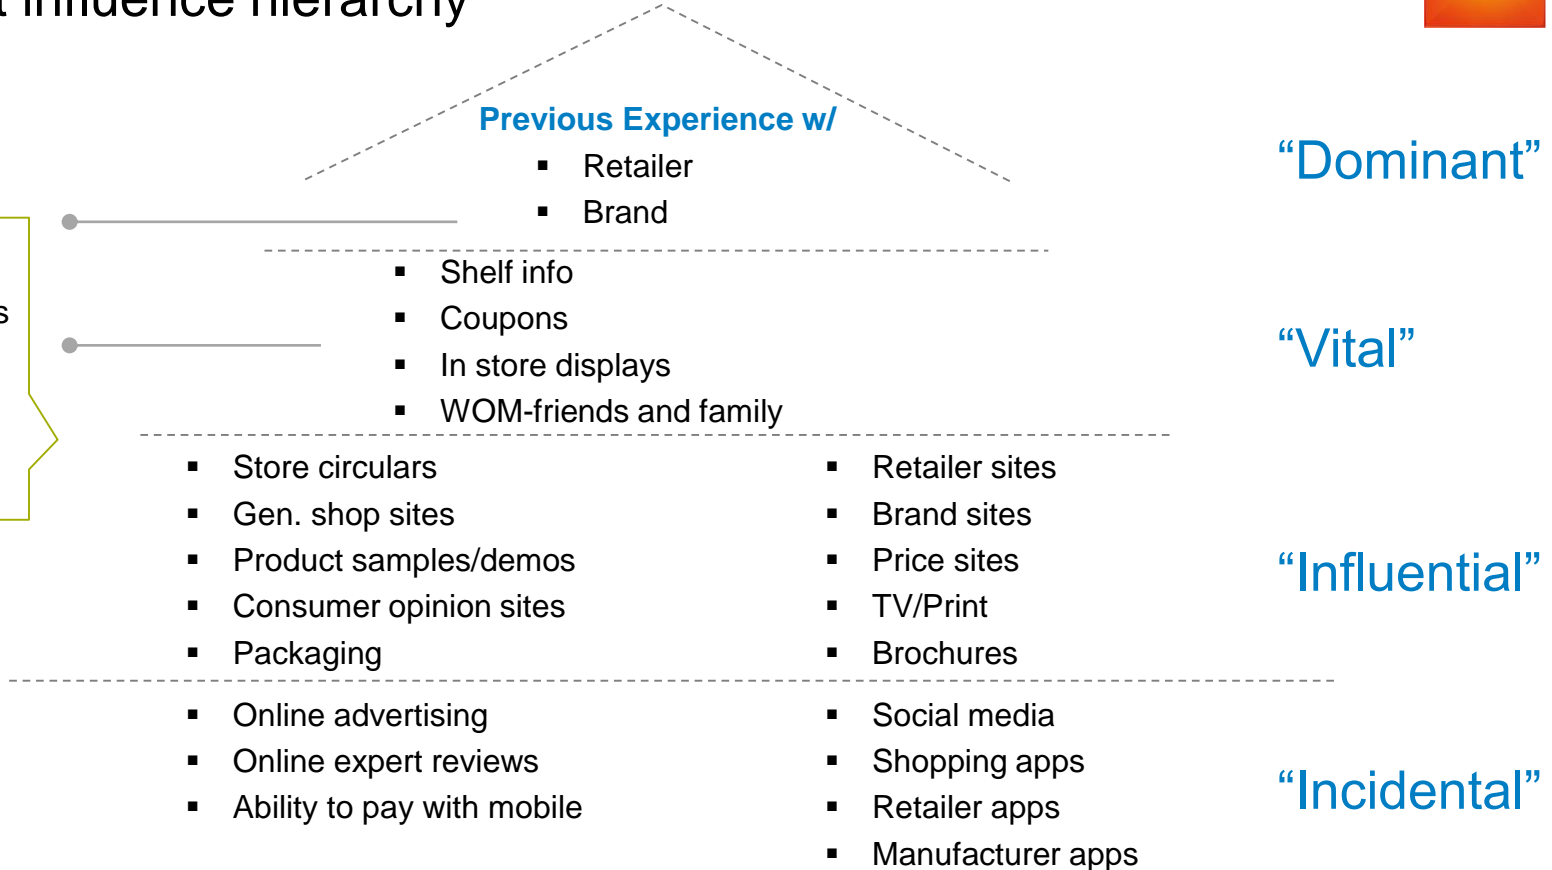 influence hierarchy
Previous Experience w/
▪ Retailer
▪ Brand
“Dominant”
s
▪ Shelf info
▪ Coupons
▪ In store displays
▪ WOM-friends and family
“Vital”
▪ Store circulars
▪ Gen. shop sites
▪ Product samples/demos
▪ Consumer opinion sites
▪ Packaging
▪ Retailer sites
▪ Brand sites
▪ Price sites
▪ TV/Print
▪ Brochures
“Influential”
▪ Online advertising
▪ Online expert reviews
▪ Ability to pay with mobile
▪ Social media
▪ Shopping apps
▪ Retailer apps
▪ Manufacturer apps
“Incidental”